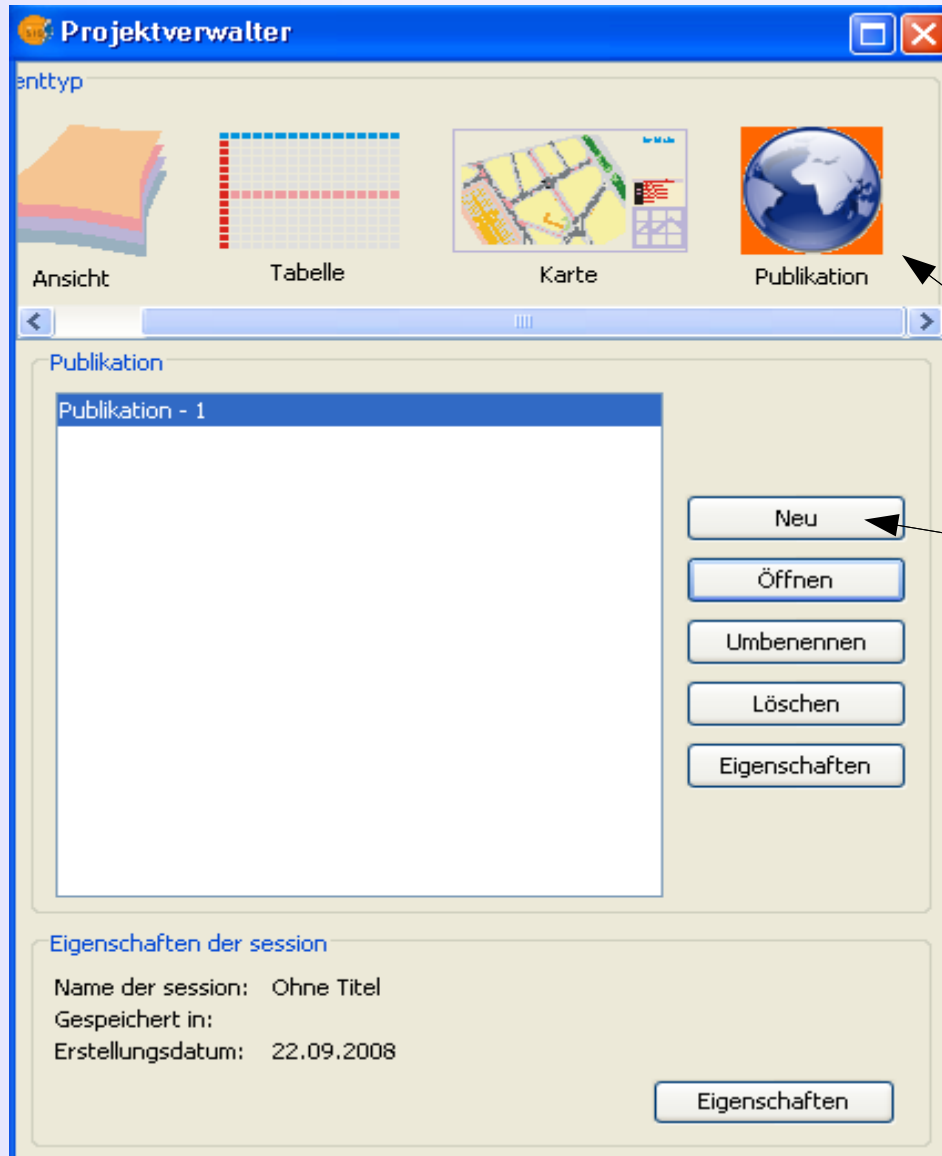 Projektverwalter
enttyp
Ansicht
Tabelle
Karte
Publikation
Publikation
Publikation - 1
Neu
Öffnen
Umbenennen
Löschen
Eigenschaften
Eigenschaften der session
Name der session: Ohne Titel
Gespeichert in:
Erstellungsdatum: 22.09.2008
Eigenschaften